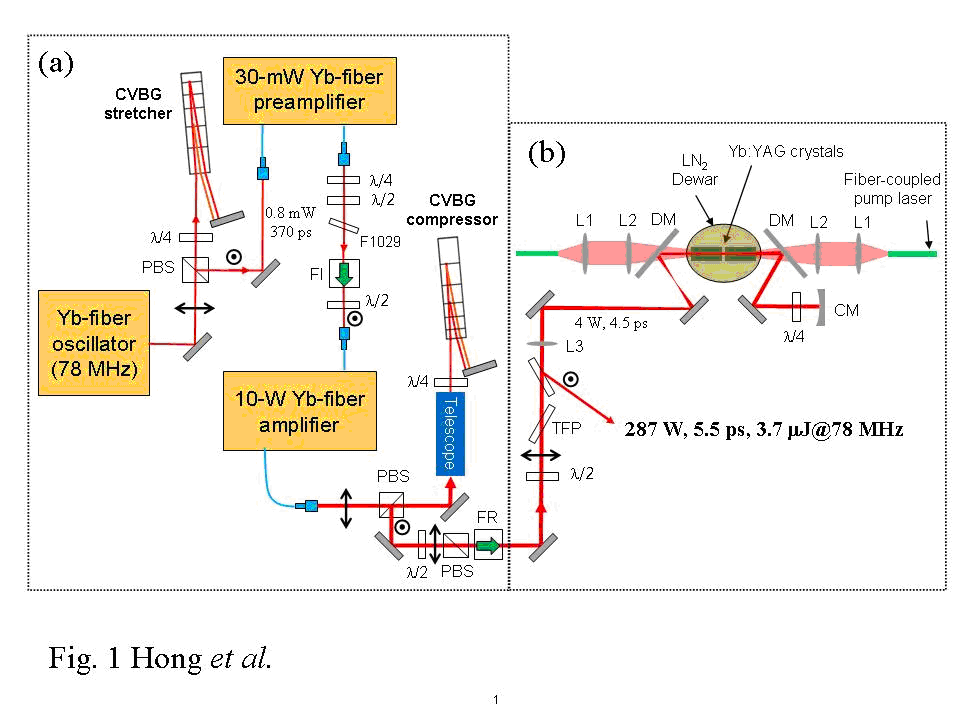 (a)
CVBG
stretcher
30-mW Yb-fiber
preamplifier
λ/4
λ/2
0.8 mW
370 ps
F1029
CVBG
compressor
λ/4
PBS
FI
λ/2
Yb-fiber
oscillator
(78 MHz)
10-W Yb-fiber
amplifier
λ/4
Telescope
PBS
FR
λ/2
PBS
(b)
LN2
Dewar
Yb:YAG crystals
Fiber-coupled
pump laser
L1
L2
DM
DM
L2
L1
4 W, 4.5 ps
CM
λ/4
L3
TFP
287 W, 5.5 ps, 3.7 μJ@78 MHz
λ/2
Fig. 1 Hong et al.
1